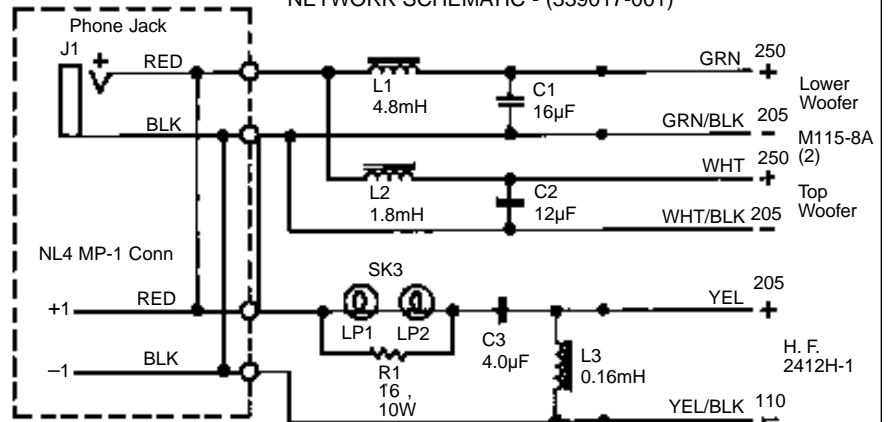 NETWORK SCHEMATIC - (339017-001)
Phone Jack
J1
+
RED
BLK
L1
4.8mH
C1
16µF
GRN 250
+
GRN/BLK 205
−
Lower
Woofer
M115-8A
(2)
L2
1.8mH
C2
12µF
WHT 250
+
WHT/BLK 205
−
Top
Woofer
NL4 MP-1 Conn
+1
RED
−1
BLK
SK3
LP1 LP2
R1
16 ,
10W
C3
4.0µF
L3
0.16mH
YEL 205
+
YEL/BLK 110
−
H. F.
2412H-1